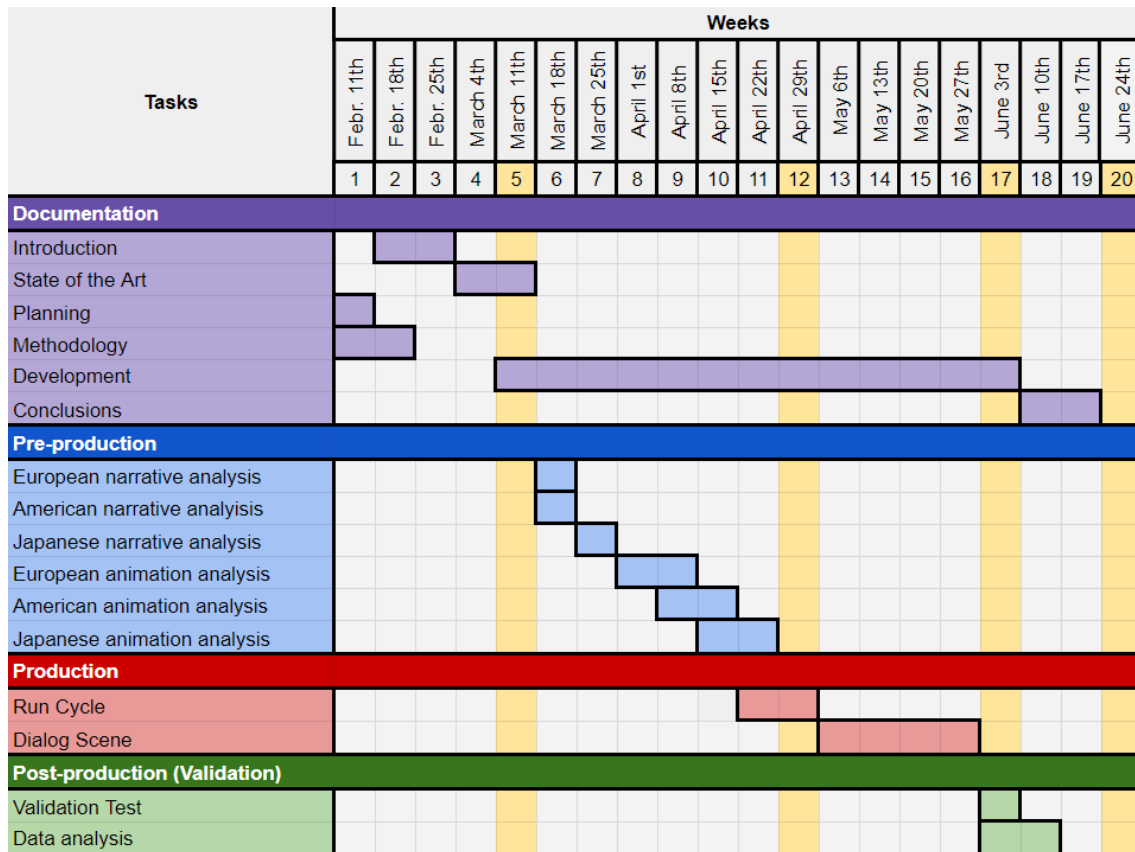 Weeks
Tasks
Febr. 11th
Febr. 18th
Febr. 25th
March 4th
March 11th
March 18th
March 25th
April 1st
April 8th
April 15th
April 22th
April 29th
May 6th
May 13th
May 20th
May 27th
June 3rd
June 10th
June 17th
June 24th
1 2 3 4 5 6 7 8 9 10 11 12 13 14 15 16 17 18 19 20
Documentation
Introduction
State of the Art
Planning
Methodology
Development
Conclusions
Pre-production
European narrative analysis
American narrative analyisis
Japanese narrative analysis
European animation analysis
American animation analysis
Japanese animation analysis
Production
Run Cycle
Dialog Scene
Post-production (Validation)
Validation Test
Data analysis